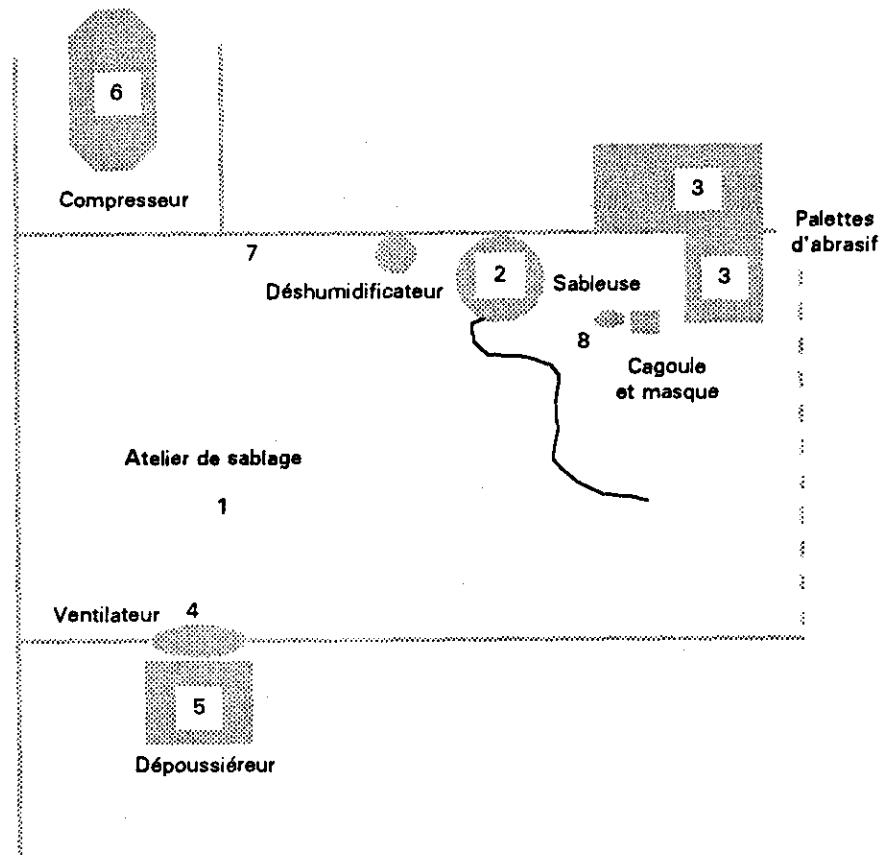 6
Compresseur
3
Palettes
d'abrasif
7
Déshumidificateur
2
Sableuse
3
8
Cagoule
et masque
Atelier de sablage
1
Ventilateur
4
5
Dépoussiéreur